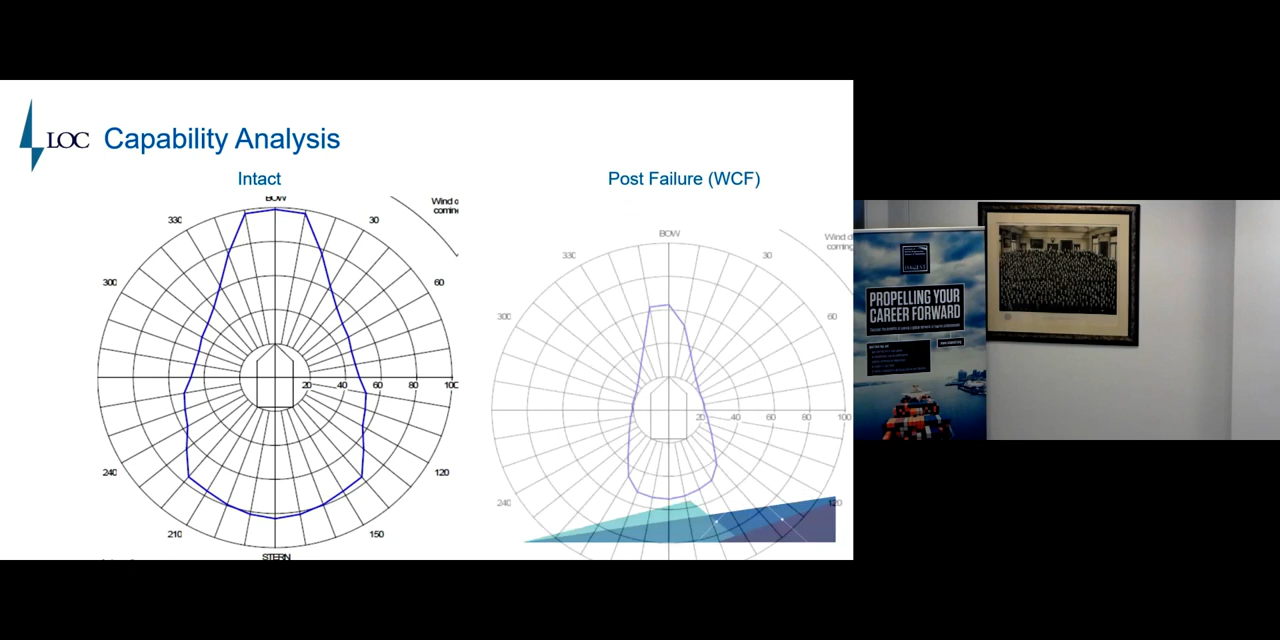 LOC Capability Analysis
Intact
BOW
330
30
300
60
20 40 60 80 100
240
120
210
150
STERN
Post Failure (WCF)
BOW
330
30
300
60
20 40 60 80 100
240
120
PROPELLING YOUR
CAREER FORWARD